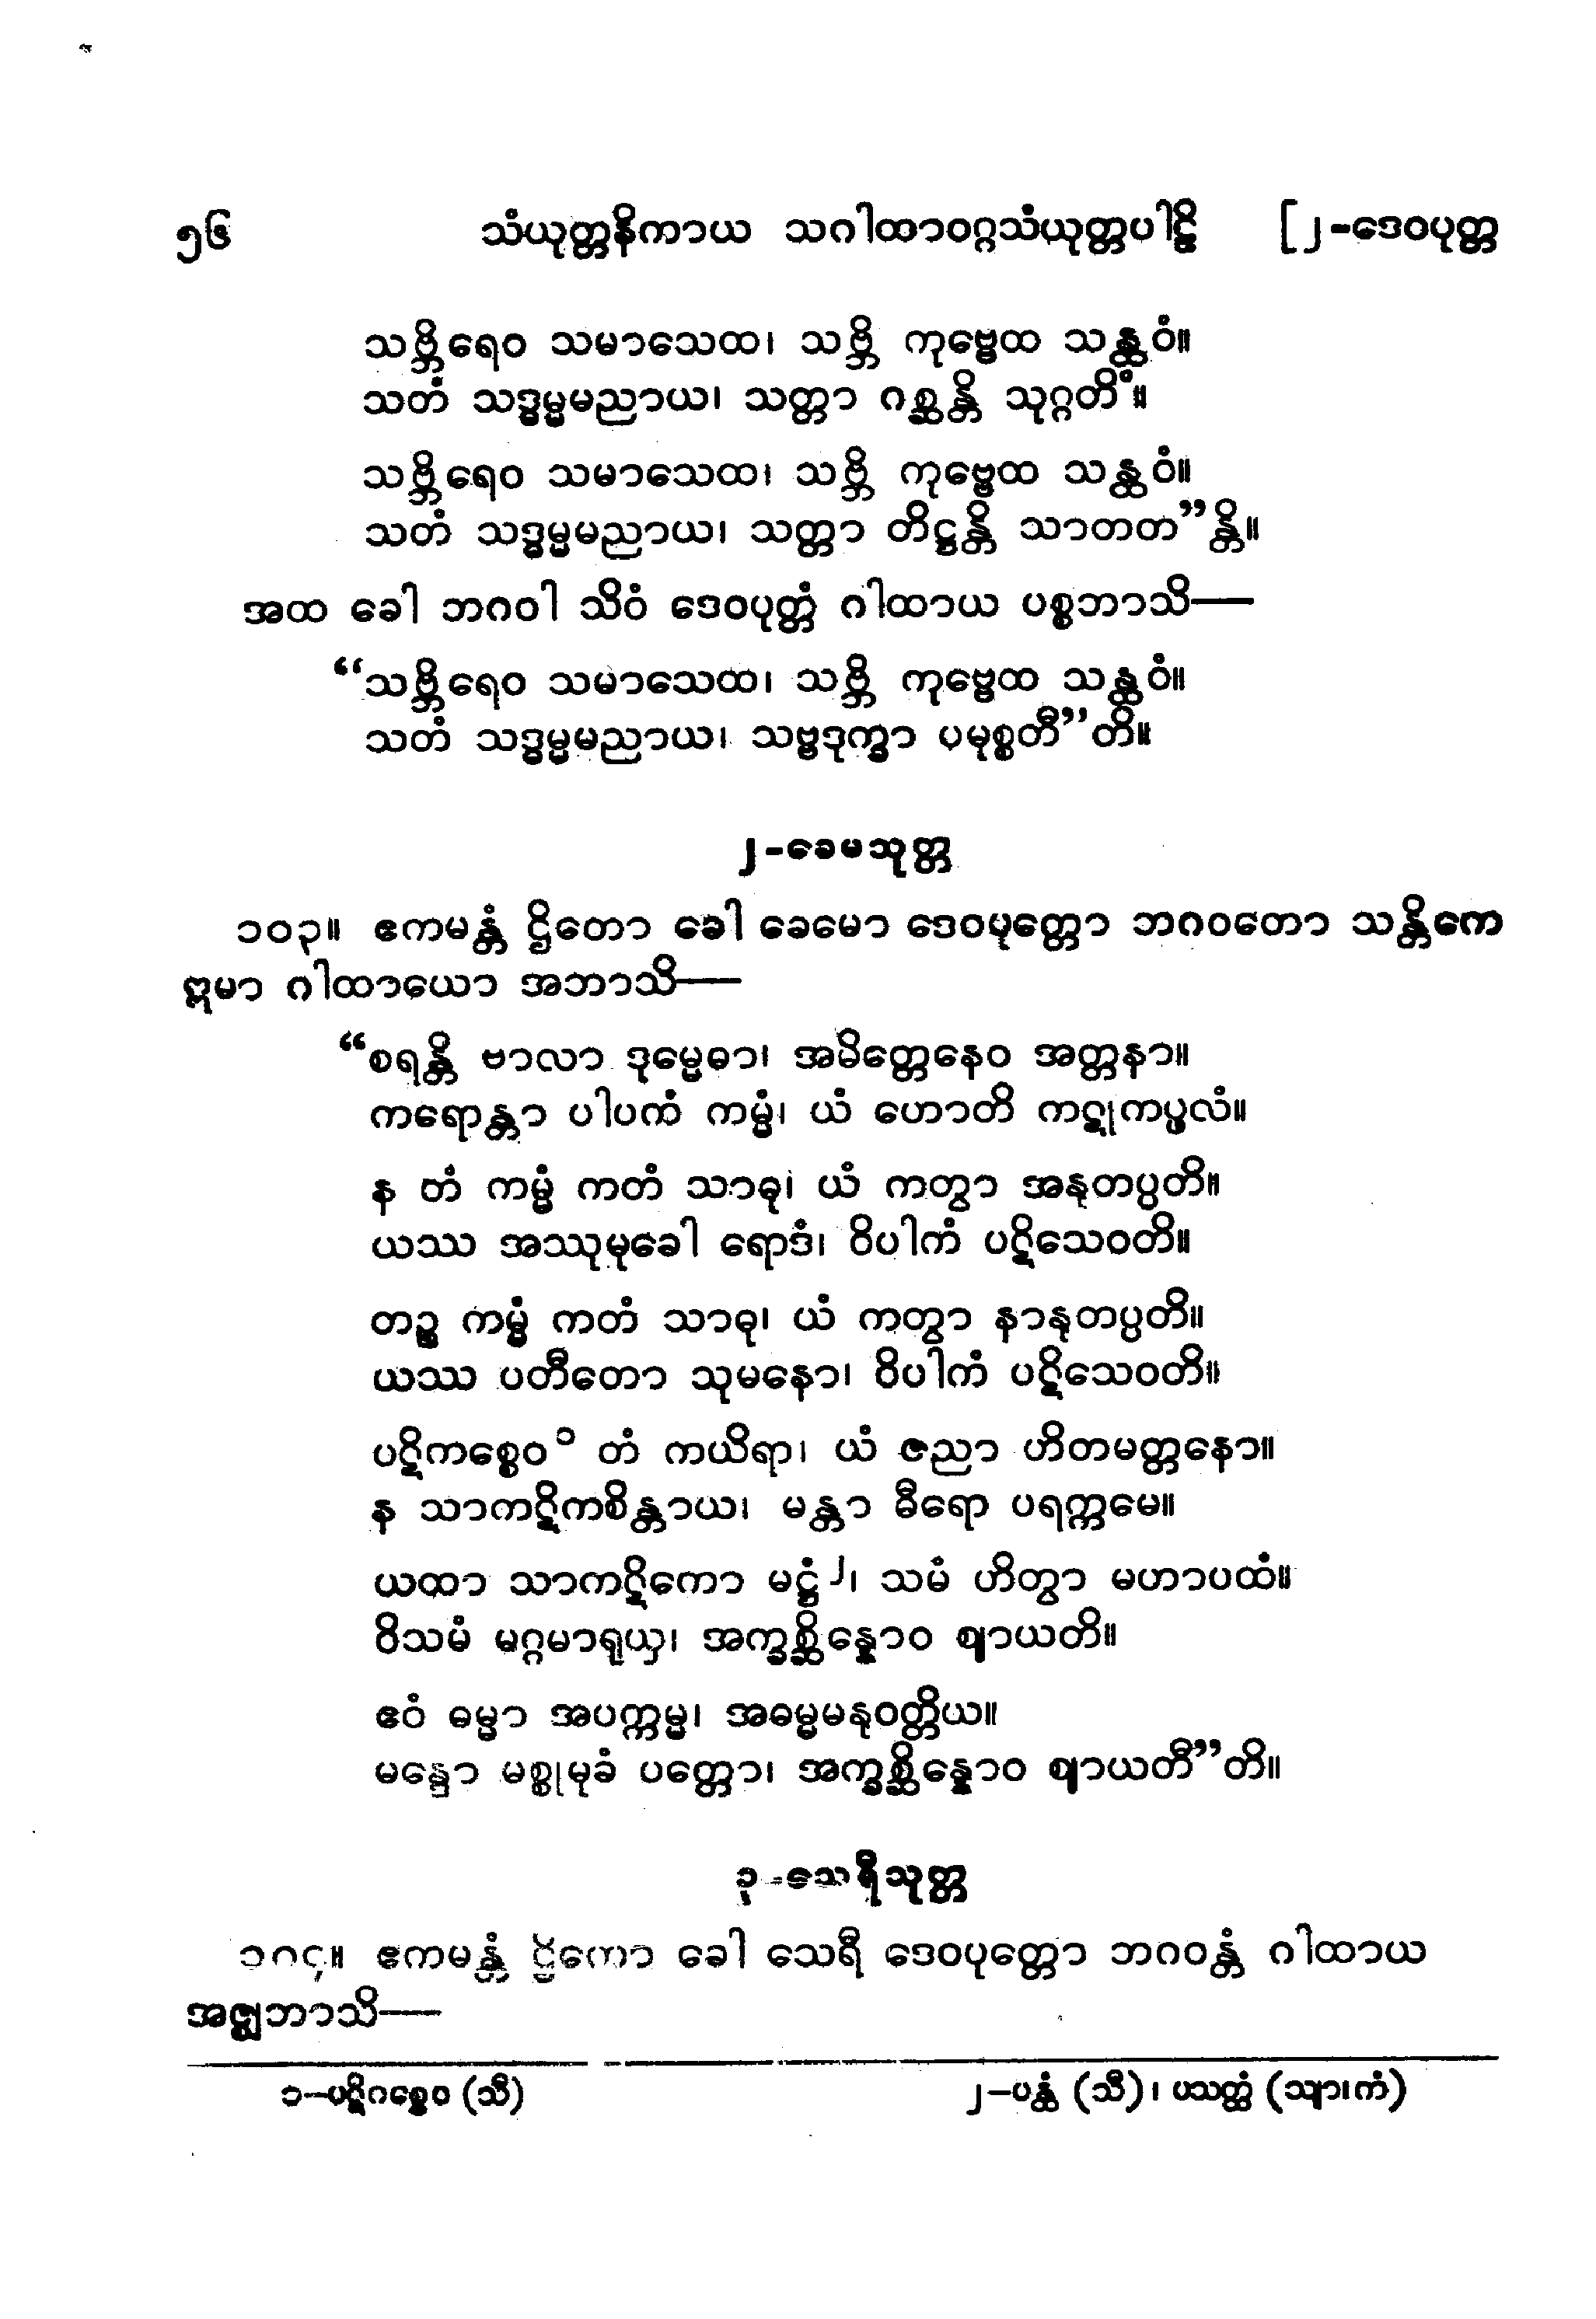 ၅၆ သံယုတ္တနိကာယ သဂါထာဝဂ္ဂသံယုတ္တပါဠိ [၂-ဒေဝပုတ္တ
သဗ္ဘိရေဝ သမာသေထ၊ သဗ္ဘိ ကုဗ္ဗေထ သန္ထဝံ။
သတံ သဒ္ဓမ္မမညာယ၊ သတ္တာ ဂစ္ဆန္တိ သုဂ္ဂတိံ။
သဗ္ဘိရေဝ သမာသေထ၊ သဗ္ဘိ ကုဗ္ဗေထ သန္ထဝံ။
သတံ သဒ္ဓမ္မမညာယ၊ သတ္တာ တိဋ္ဌန္တိ သာတတ”န္တိ။
အထ ခေါ ဘဂဝါ သိဝံ ဒေဝပုတ္တံ ဂါထာယ ပစ္စဘာသိ—
“သဗ္ဘိရေဝ သမာသေထ၊ သဗ္ဘိ ကုဗ္ဗေထ သန္ထဝံ။
သတံ သဒ္ဓမ္မမညာယ၊ သဗ္ဗဒုက္ခာ ပမုစ္စတီ”တိ။
၂-ခေမသုတ္တ
၁၀၃။ ဧကမန္တံ ဌိတော ခေါ ခေမော ဒေဝပုတ္တော ဘဂဝတော သန္တိကေ
ဣမာ ဂါထာယော အဘာသိ—
“စရန္တိ ဗာလာ ဒုမ္မေဓာ၊ အမိတ္တေနေဝ အတ္တနာ။
ကရောန္တာ ပါပကံ ကမ္မံ၊ ယံ ဟောတိ ကဋုကပ္ဖလံ။
န တံ ကမ္မံ ကတံ သာဓု၊ ယံ ကတွာ အနုတပ္ပတိ။
ယဿ အဿုမုခေါ ရောဒံ၊ ဝိပါကံ ပဋိသေဝတိ။
တဉ္စ ကမ္မံ ကတံ သာဓု၊ ယံ ကတွာ နာနုတပ္ပတိ။
ယဿ ပတီတော သုမနော၊ ဝိပါကံ ပဋိသေဝတိ။
ပဋိကစ္စေဝ ၁ တံ ကယိရာ၊ ယံ ဇညာ ဟိတမတ္တနော။
န သာကဋိကစိန္တာယ၊ မန္တာ ဓီရော ပရက္ကမေ။
ယထာ သာကဋိကော မဋ္ဌံ ၂၊ သမံ ဟိတွာ မဟာပထံ။
ဝိသမံ မဂ္ဂမာရုယှ၊ အက္ခစ္ဆိန္နောဝ ဈာယတိ။
ဧဝံ ဓမ္မာ အပက္ကမ္မ၊ အဓမ္မမနုဝတ္တိယ။
မန္ဒော မစ္စုမုခံ ပတ္တော၊ အက္ခစ္ဆိန္နောဝ ဈာယတီ”တိ။
၃-သေရီသုတ္တ
၁၀၄။ ဧကမန္တံ ဌိတော ခေါ သေရီ ဒေဝပုတ္တော ဘဂဝန္တံ ဂါထာယ
အဇ္ဈဘာသိ—
၁—ပဋိဂစ္စေဝ (သီ) ၂—ပန္ထံ (သီ)၊ ပသတ္ထံ (သျာ၊ကံ)